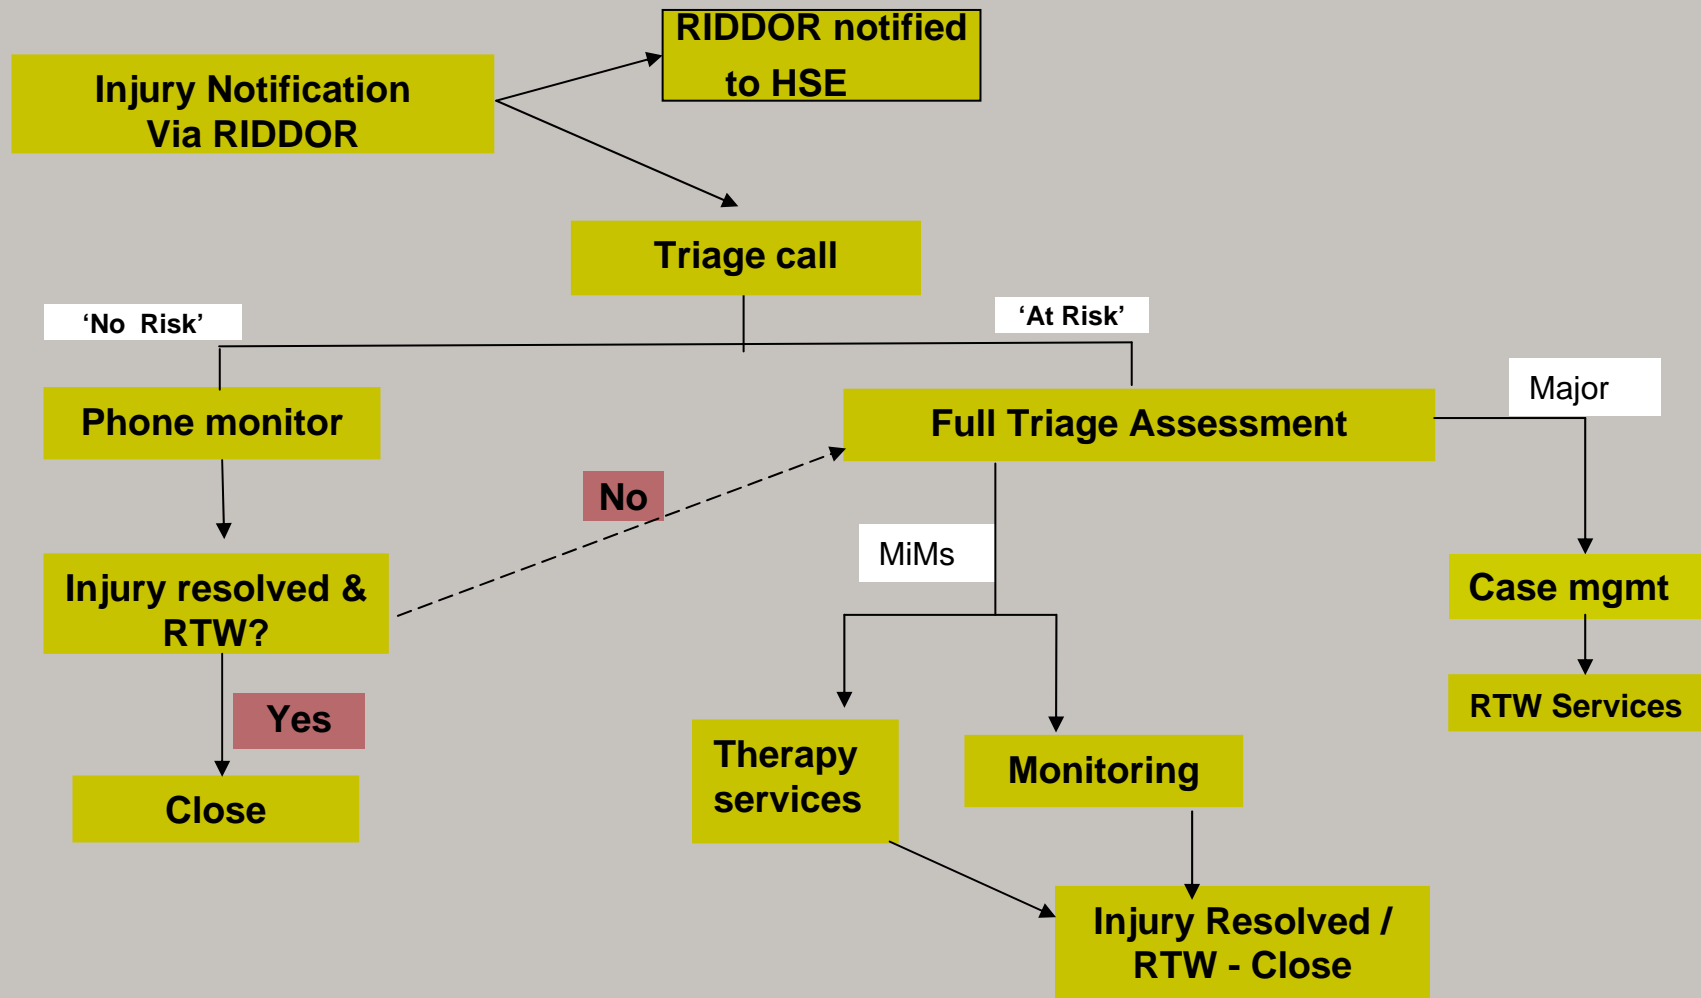 RIDDOR notified
to HSE
Injury Notification
Via RIDDOR
Triage call
‘No Risk’
‘At Risk’
Phone monitor
Full Triage Assessment
Major
No
MiMs
Injury resolved &
RTW?
Case mgmt
Yes
RTW Services
Therapy
services
Monitoring
Close
Injury Resolved /
RTW - Close